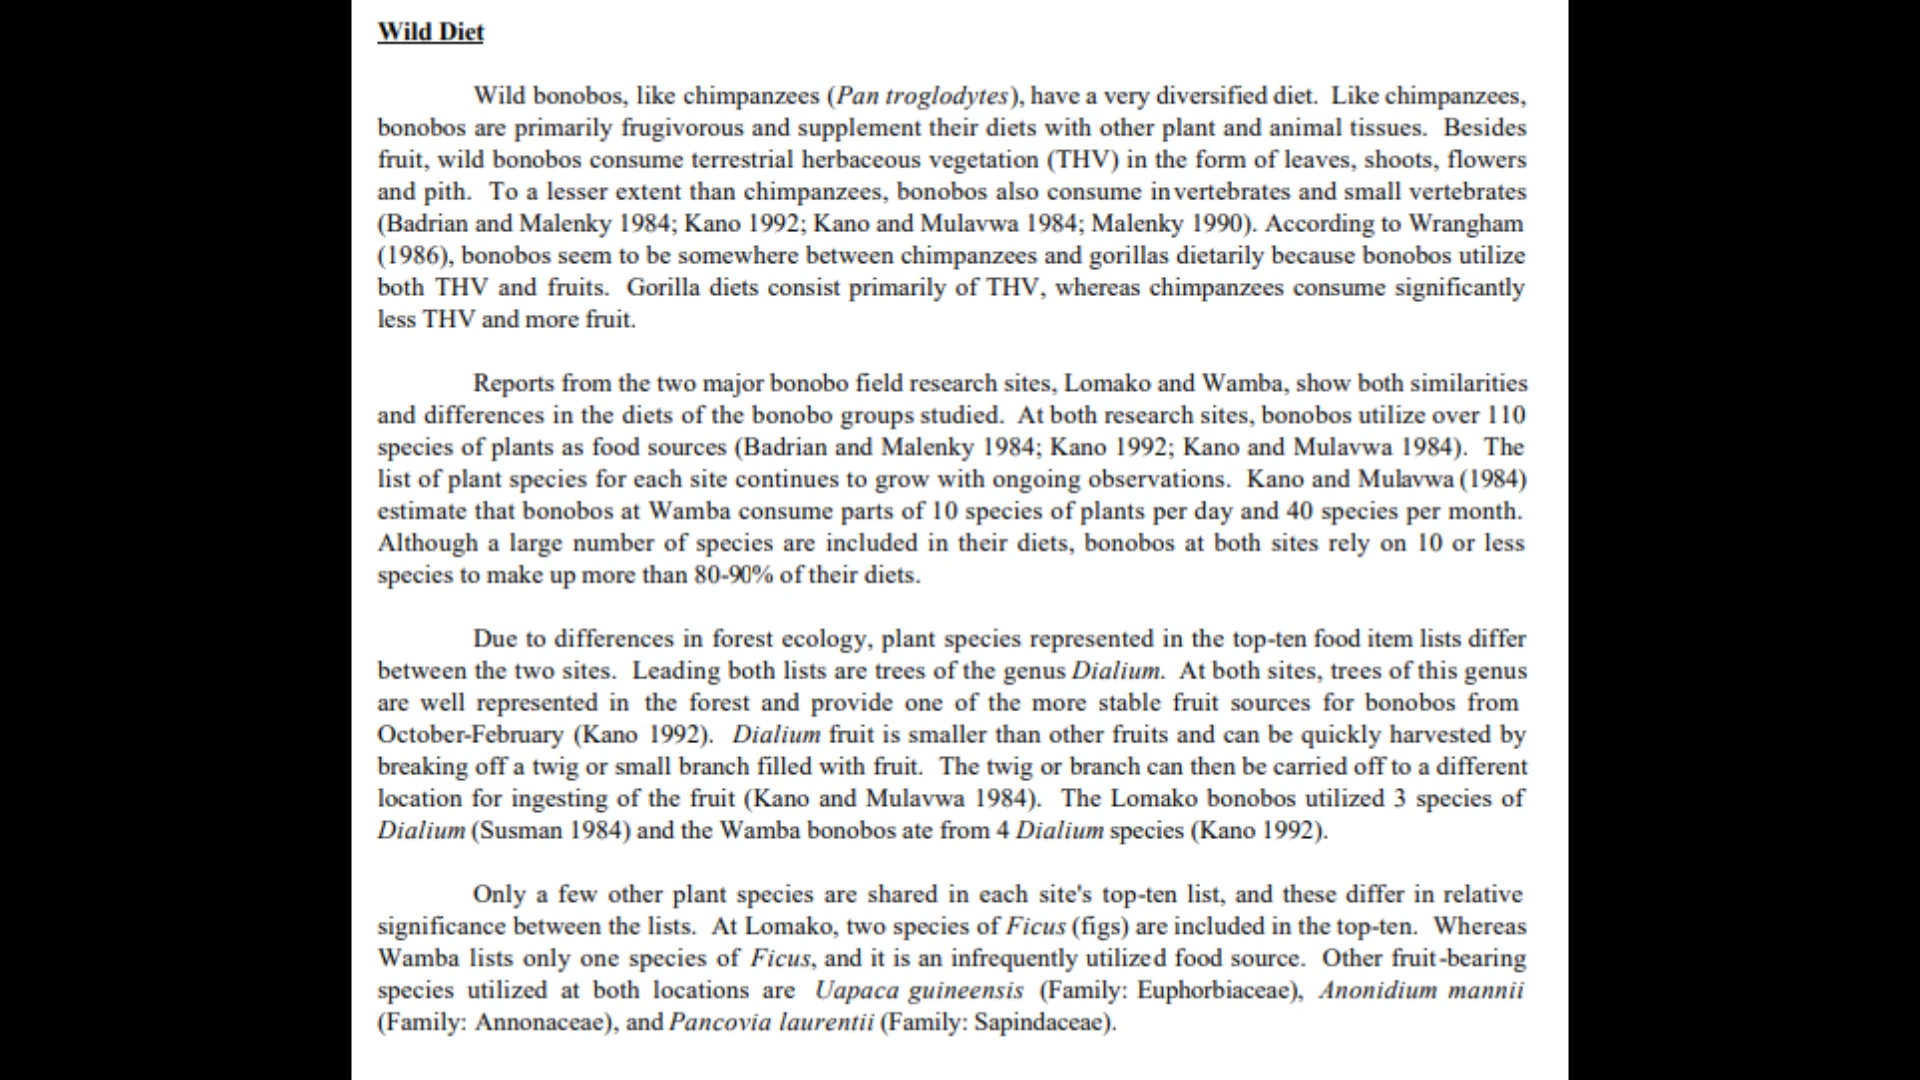 Wild Diet
Wild bonobos, like chimpanzees (Pan troglodytes), have a very diversified diet. Like chimpanzees,
bonobos are primarily frugivorous and supplement their diets with other plant and animal tissues. Besides
fruit, wild bonobos consume terrestrial herbaceous vegetation (THV) in the form of leaves, shoots, flowers
and pith. To a lesser extent than chimpanzees, bonobos also consume invertebrates and small vertebrates
(Badrian and Malenky 1984; Kano 1992; Kano and Mulavwa 1984; Malenky 1990). According to Wrangham
(1986), bonobos seem to be somewhere between chimpanzees and gorillas dietarily because bonobos utilize
both THV and fruits. Gorilla diets consist primarily of THV, whereas chimpanzees consume significantly
less THV and more fruit.
Reports from the two major bonobo field research sites, Lomako and Wamba, show both similarities
and differences in the diets of the bonobo groups studied. At both research sites, bonobos utilize over 110
species of plants as food sources (Badrian and Malenky 1984; Kano 1992; Kano and Mulavwa 1984). The
list of plant species for each site continues to grow with ongoing observations. Kano and Mulavwa (1984)
estimate that bonobos at Wamba consume parts of 10 species of plants per day and 40 species per month.
Although a large number of species are included in their diets, bonobos at both sites rely on 10 or less
species to make up more than 80-90% of their diets.
Due to differences in forest ecology, plant species represented in the top-ten food item lists differ
between the two sites. Leading both lists are trees of the genus Dialium. At both sites, trees of this genus
are well represented in the forest and provide one of the more stable fruit sources for bonobos from
October-February (Kano 1992). Dialium fruit is smaller than other fruits and can be quickly harvested by
breaking off a twig or small branch filled with fruit. The twig or branch can then be carried off to a different
location for ingesting of the fruit (Kano and Mulavwa 1984). The Lomako bonobos utilized 3 species of
Dialium (Susman 1984) and the Wamba bonobos ate from 4 Dialium species (Kano 1992).
Only a few other plant species are shared in each site's top-ten list, and these differ in relative
significance between the lists. At Lomako, two species of Ficus (figs) are included in the top-ten. Whereas
Wamba lists only one species of Ficus, and it is an infrequently utilized food source. Other fruit-bearing
species utilized at both locations are Uapaca guineensis (Family: Euphorbiaceae), Anonidium mannii
(Family: Annonaceae), and Pancovia laurentii (Family: Sapindaceae).